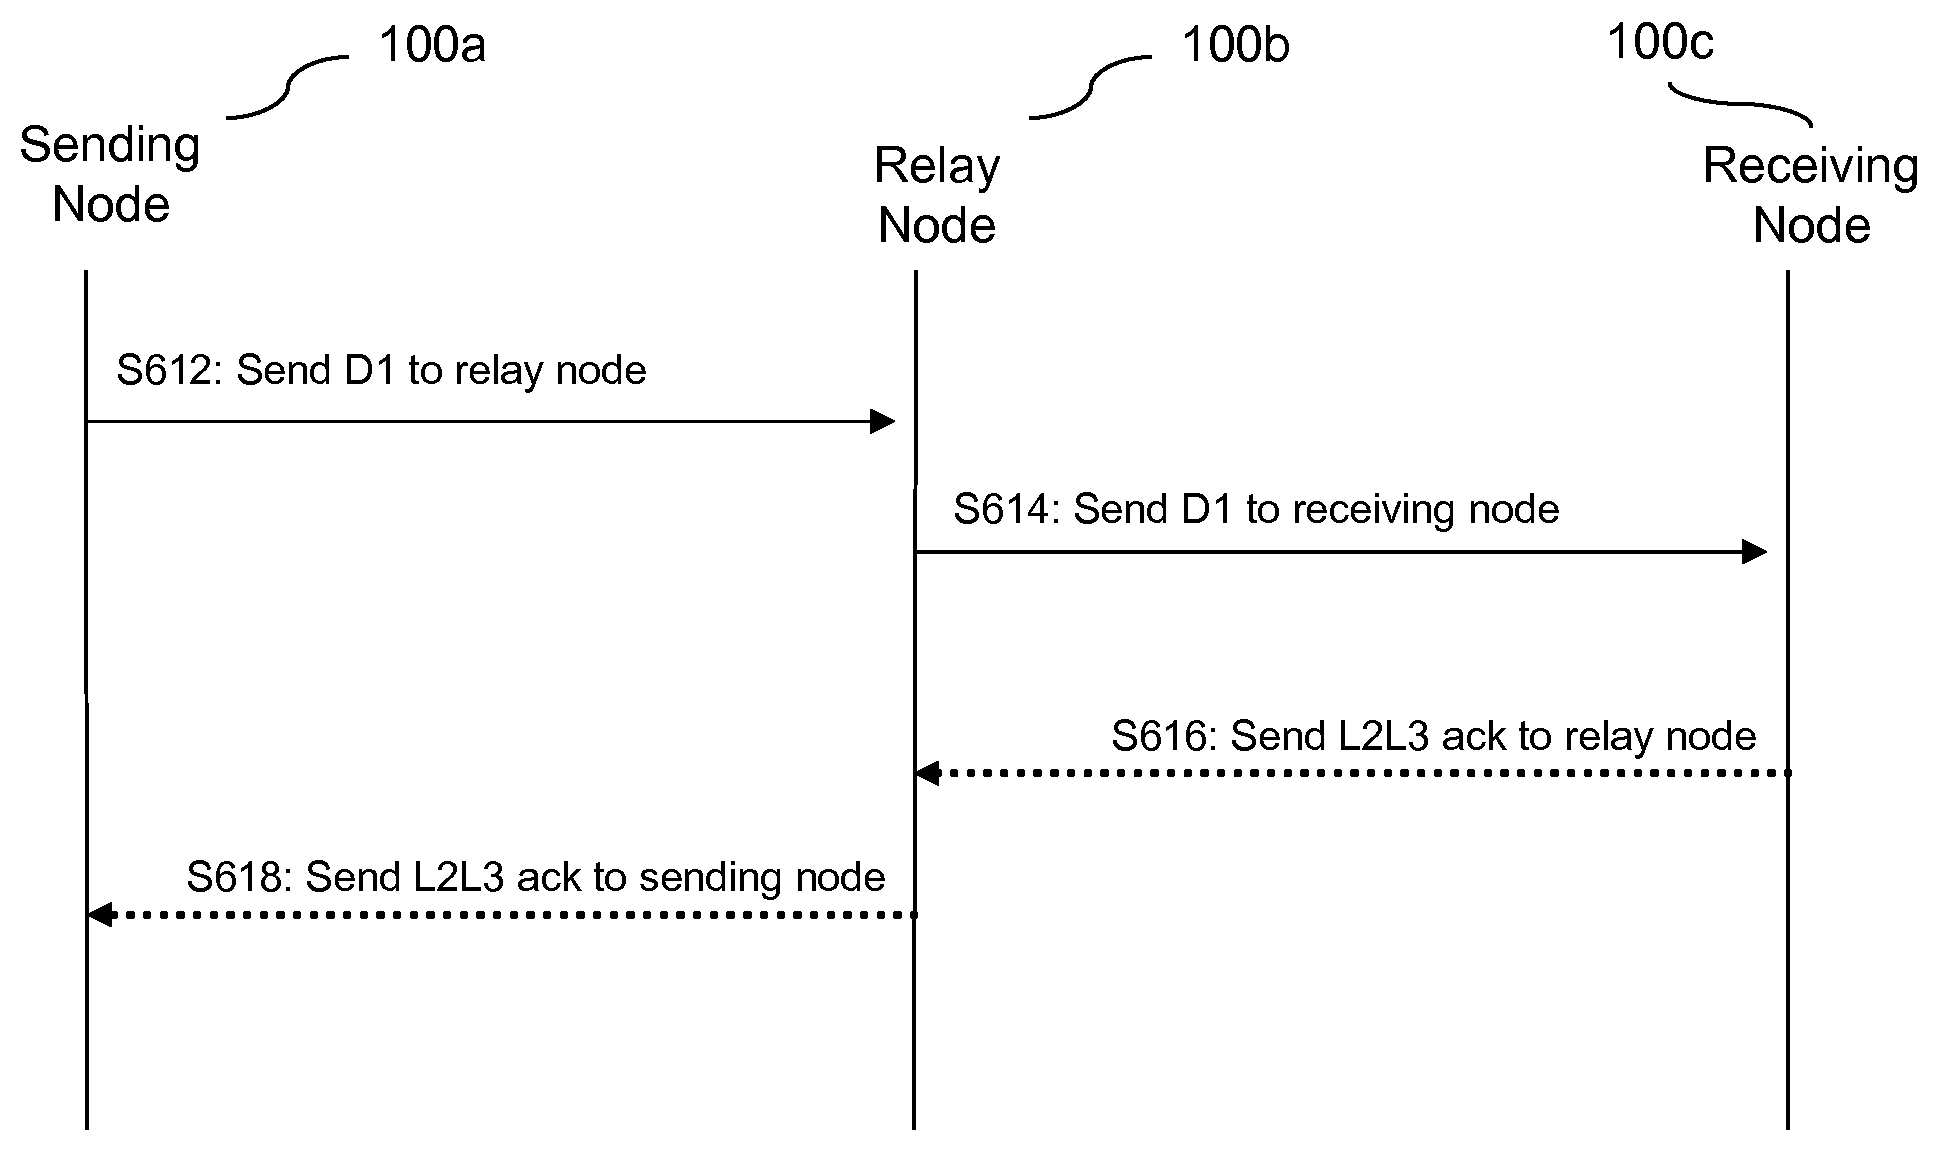 100a
100b
100c
Sending
Node
Relay
Node
Receiving
Node
S612: Send D1 to relay node
S614: Send D1 to receiving node
S616: Send L2L3 ack to relay node
S618: Send L2L3 ack to sending node